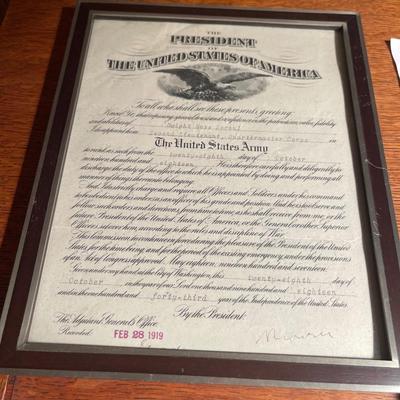 THE
PRESIDENT
OF
THE UNITED STATES OF AMERICA
To all who shall see these presents, greeting:
Know Ye, that reposing special trust and confidence in the patriotism, valor, fidelity
and abilities of Dwight Ross
I do appoint him Second Lieutenant, Quartermaster Corps in
The United States Army
to rank as such from the twenty-eighth day of October
nineteen hundred and eighteen. He is therefore carefully and diligently to
discharge the duty of the office to which he is appointed by doing and performing all
manner of things thereunto belonging.
And I do strictly charge and require all Officers and Soldiers under his command
to be obedient to his orders as an officer of his grade and position. And he is to observe and
follow such orders and directions, from time to time, as he shall receive from me, or the
future President of the United States of America, or the General or other Superior
Officers set over him, according to the rules and discipline of War.
This commission to continue in force during the pleasure of the President of the United
States for the time being, and for the period of the existing emergency, under the provisions
of an Act of Congress approved May eighteen, nineteen hundred and seventeen.
Given under my hand at the City of Washington, this twenty-eighth day of
October in the year of our Lord one thousand nine hundred and eighteen
and in the one hundred and forty-third year of the Independence of the United States.
By the President:
The Adjutant General's Office.
Recorded: FEB 28 1919